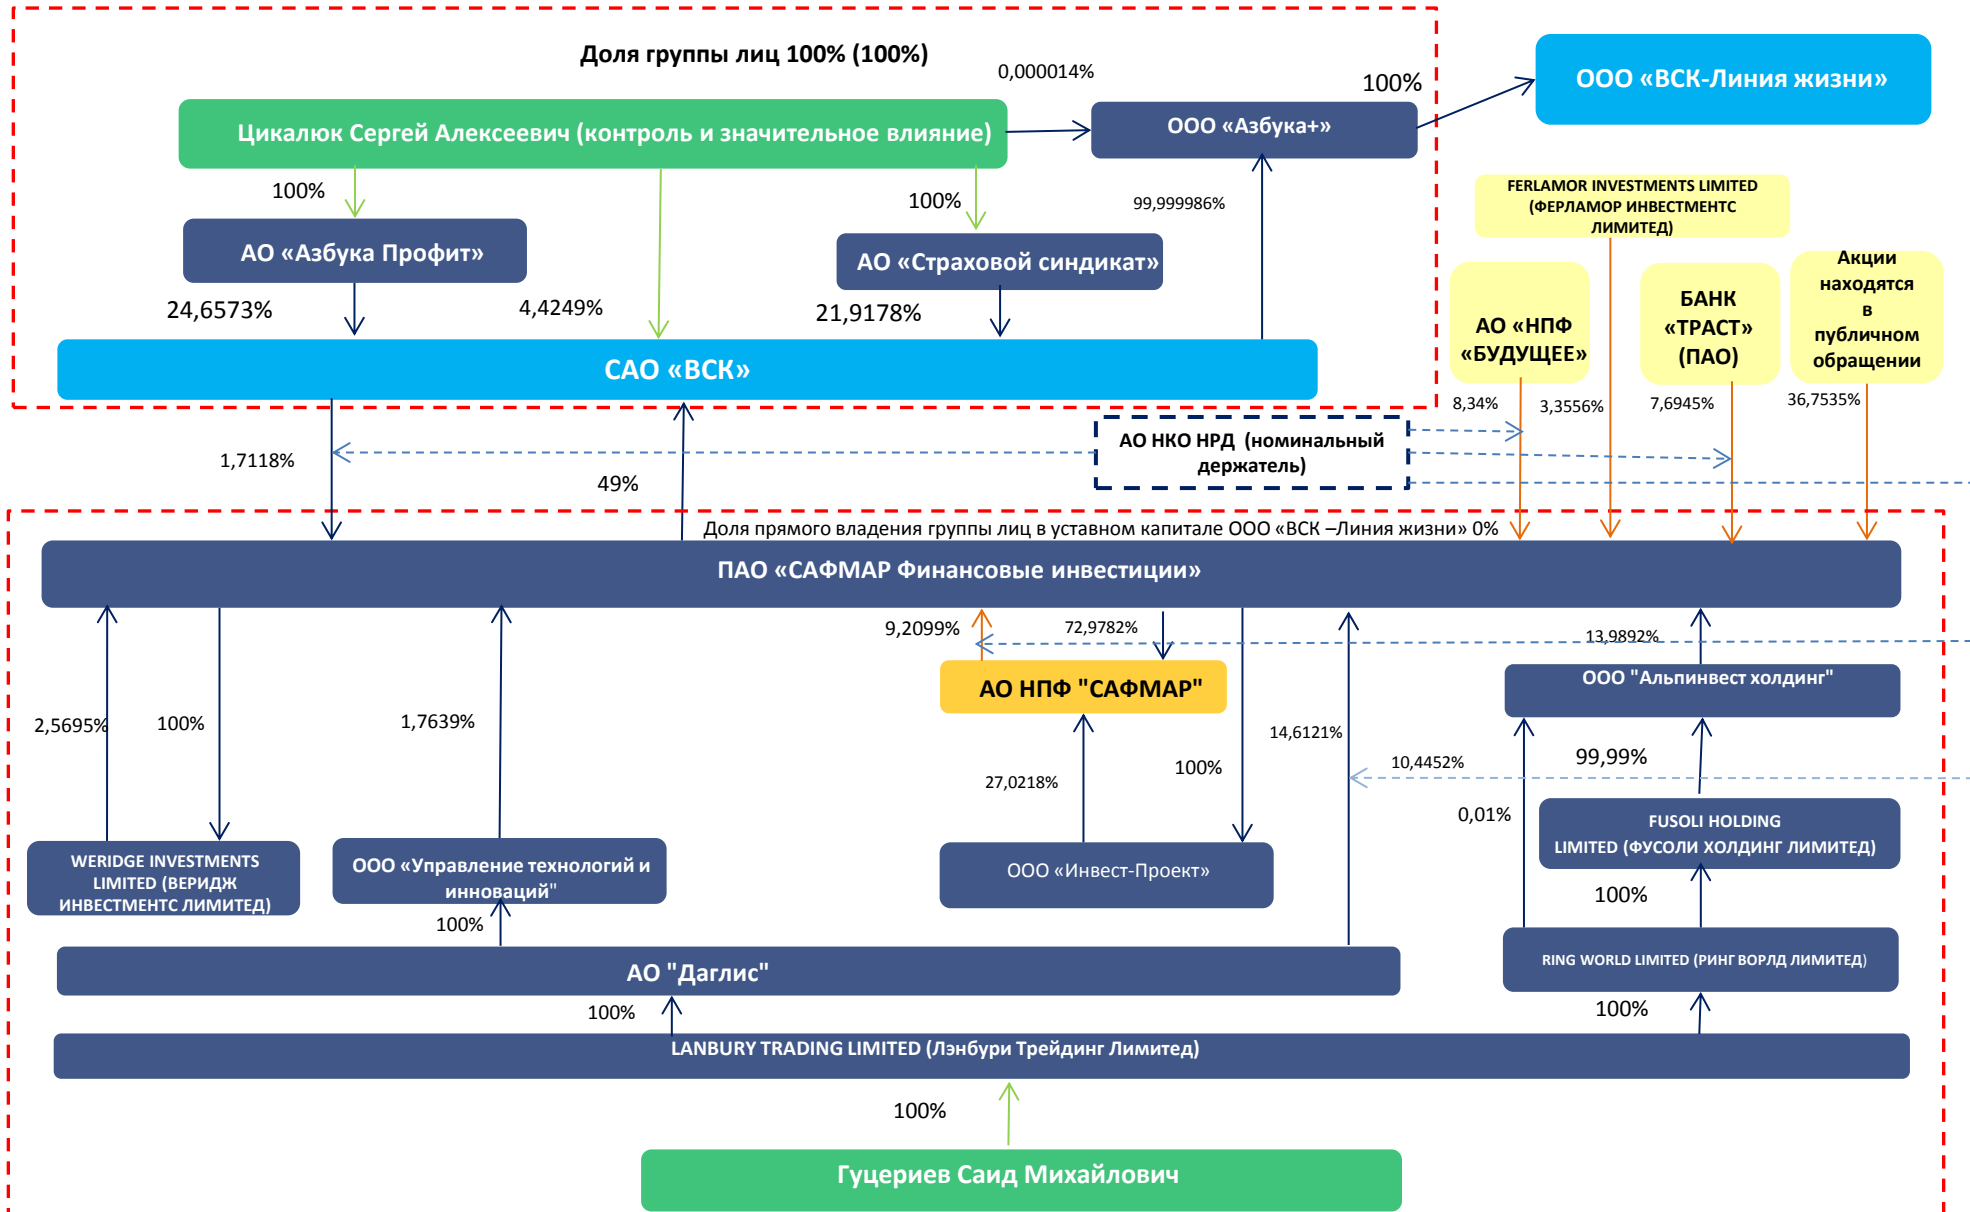 Доля группы лиц 100% (100%)
0,000014%
100%
ООО «ВСК-Линия жизни»
Цикалюк Сергей Алексеевич (контроль и значительное влияние)
ООО «Азбука+»
100%
100%
99,999986%
FERLAMOR INVESTMENTS LIMITED
(ФЕРЛАМОР ИНВЕСТМЕНТС
ЛИМИТЕД)
АО «Азбука Профит»
АО «Страховой синдикат»
24,6573%
4,4249%
21,9178%
АО «НПФ
«БУДУЩЕЕ»
БАНК
«ТРАСТ»
(ПАО)
Акции
находятся
в
публичном
обращении
САО «ВСК»
8,34%
3,3556%
7,6945%
36,7535%
АО НКО НРД (номинальный
держатель)
1,7118%
49%
Доля прямого владения группы лиц в уставном капитале ООО «ВСК –Линия жизни» 0%
ПАО «САФМАР Финансовые инвестиции»
9,2099%
72,9782%
13,9892%
АО НПФ "САФМАР"
ООО "Альпинвест холдинг"
2,5695%
100%
1,7639%
14,6121%
27,0218%
100%
10,4452%
99,99%
0,01%
WERIDGE INVESTMENTS
LIMITED (ВЕРИДЖ
ИНВЕСТМЕНТС ЛИМИТЕД)
ООО «Управление технологий и
инноваций"
ООО «Инвест-Проект»
FUSOLI HOLDING
LIMITED (ФУСОЛИ ХОЛДИНГ ЛИМИТЕД)
100%
100%
АО "Даглис"
RING WORLD LIMITED (РИНГ ВОРЛД ЛИМИТЕД)
100%
100%
LANBURY TRADING LIMITED (Лэнбури Трейдинг Лимитед)
100%
Гуцериев Саид Михайлович